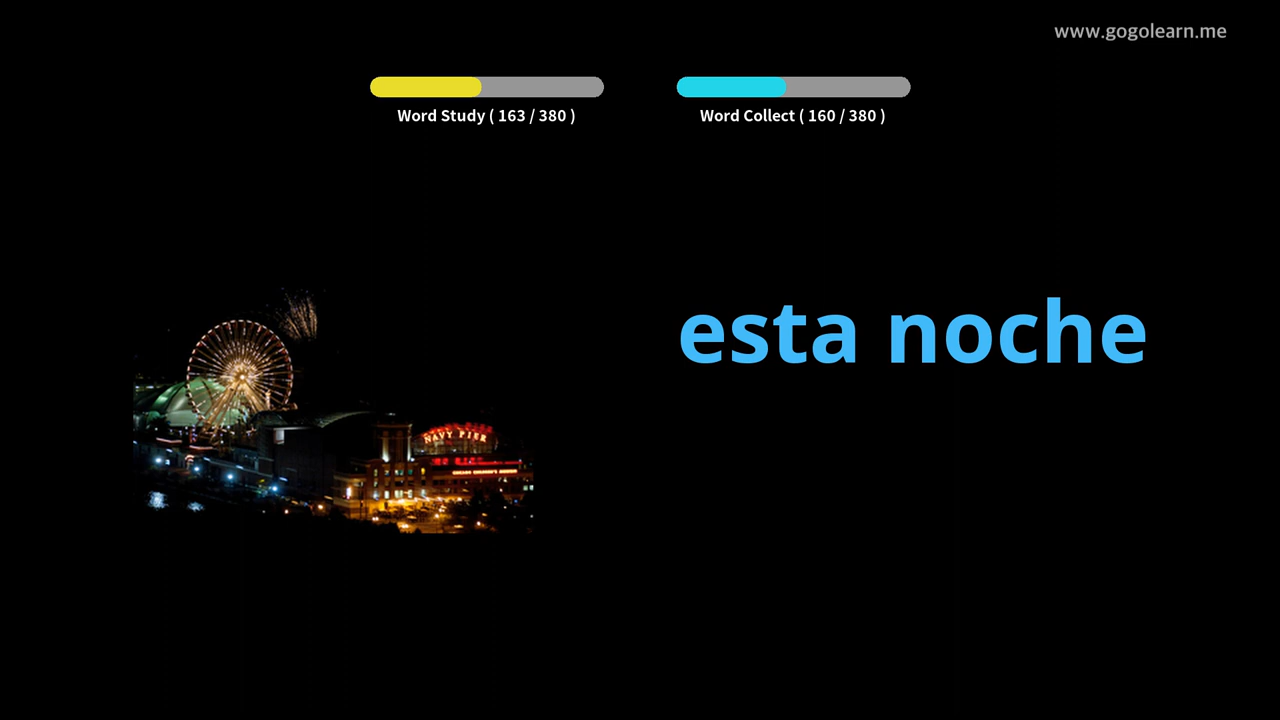 www.gogolearn.me
Word Study ( 163 / 380 )
Word Collect ( 160 / 380 )
esta noche
NAVY PIER